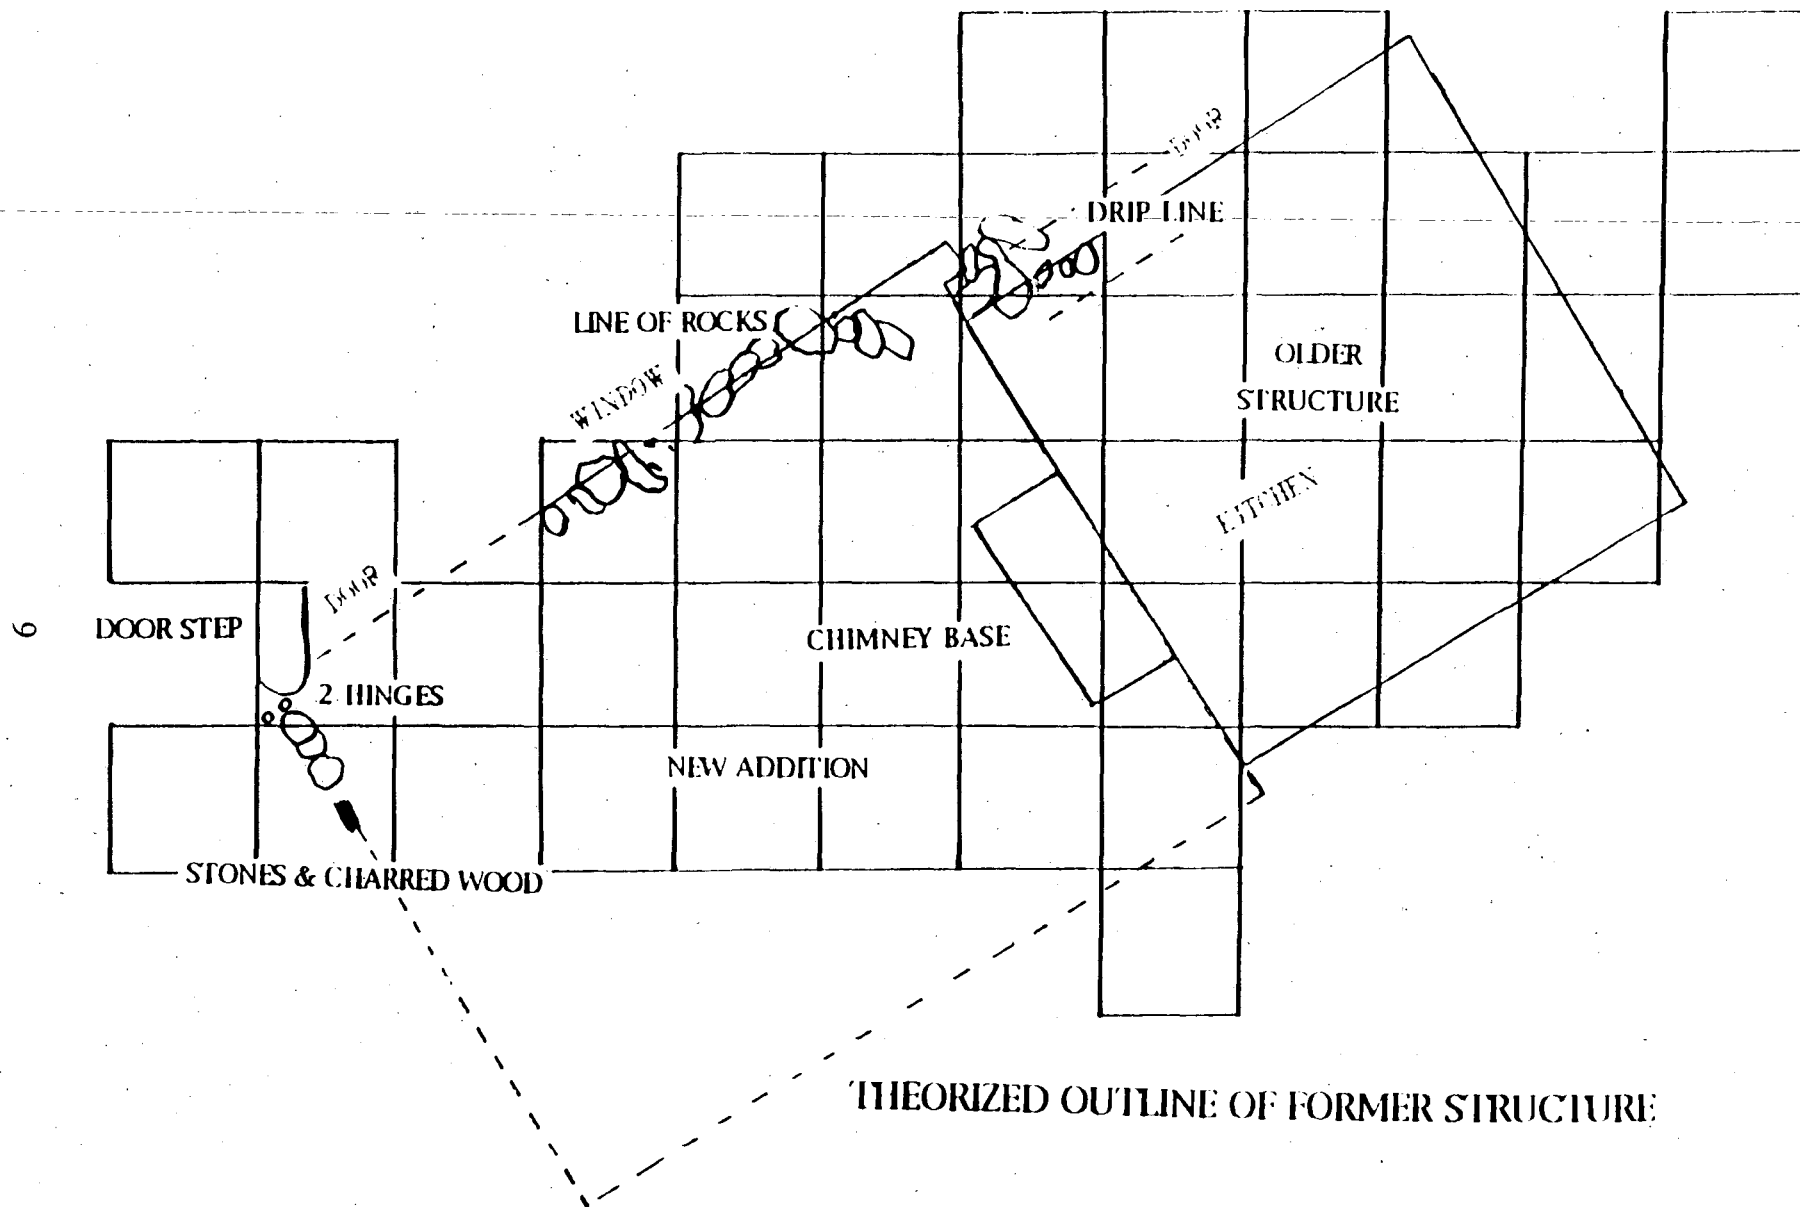 DOOR
DRIP LINE
LINE OF ROCKS
OLDER
STRUCTURE
WINDOW
KITCHEN
DOOR
6
DOOR STEP
CHIMNEY BASE
2 HINGES
NEW ADDITION
STONES & CHARRED WOOD
THEORIZED OUTLINE OF FORMER STRUCTURE